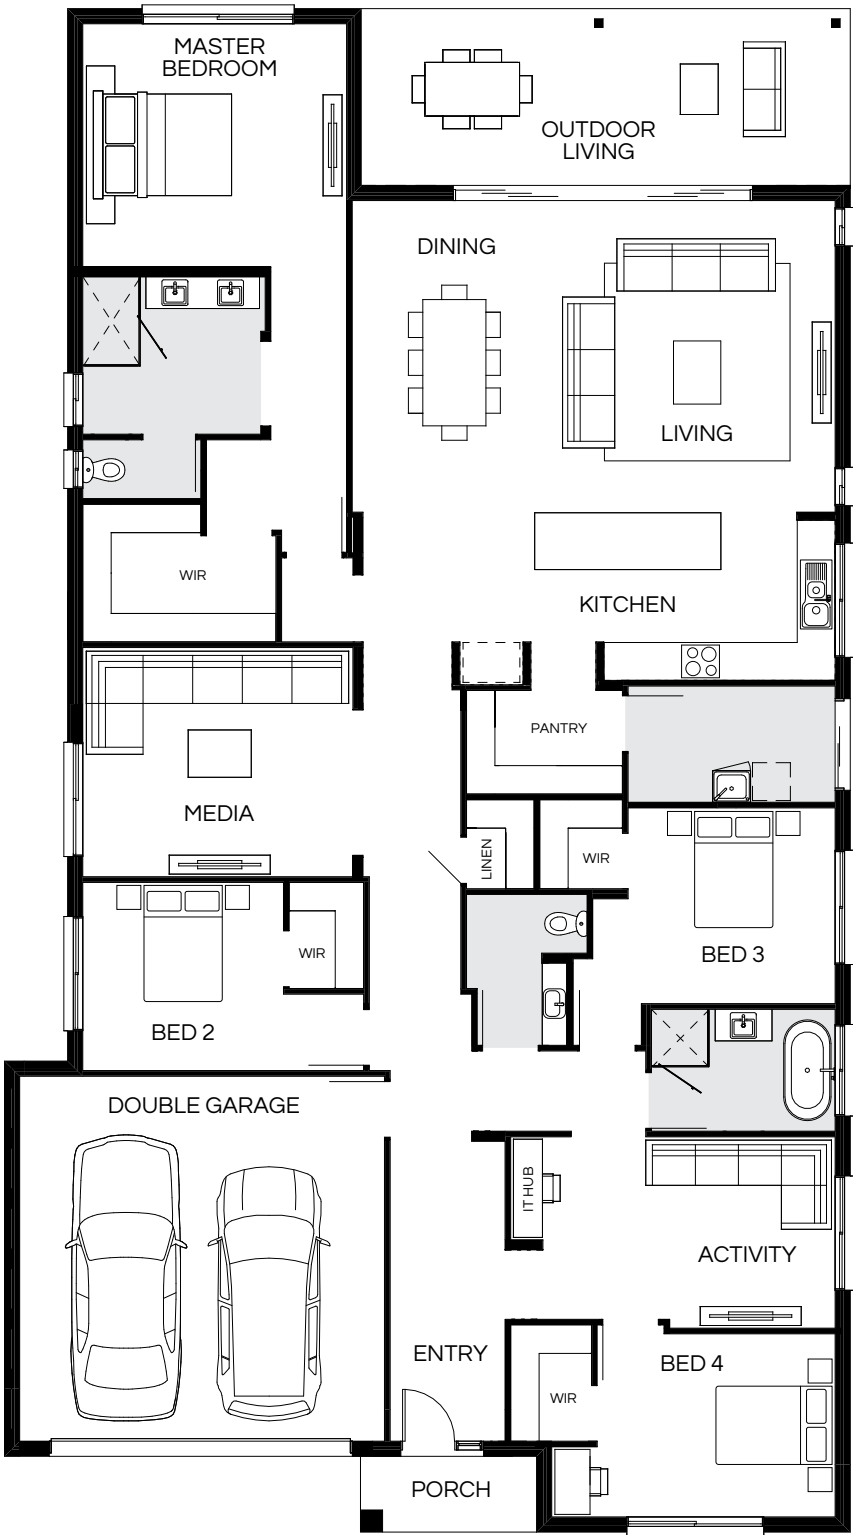 MASTER
BEDROOM
OUTDOOR
LIVING
DINING
LIVING
WIR
KITCHEN
PANTRY
MEDIA
LINEN
WIR
WIR
BED 3
BED 2
DOUBLE GARAGE
IT HUB
ACTIVITY
ENTRY
BED 4
WIR
PORCH